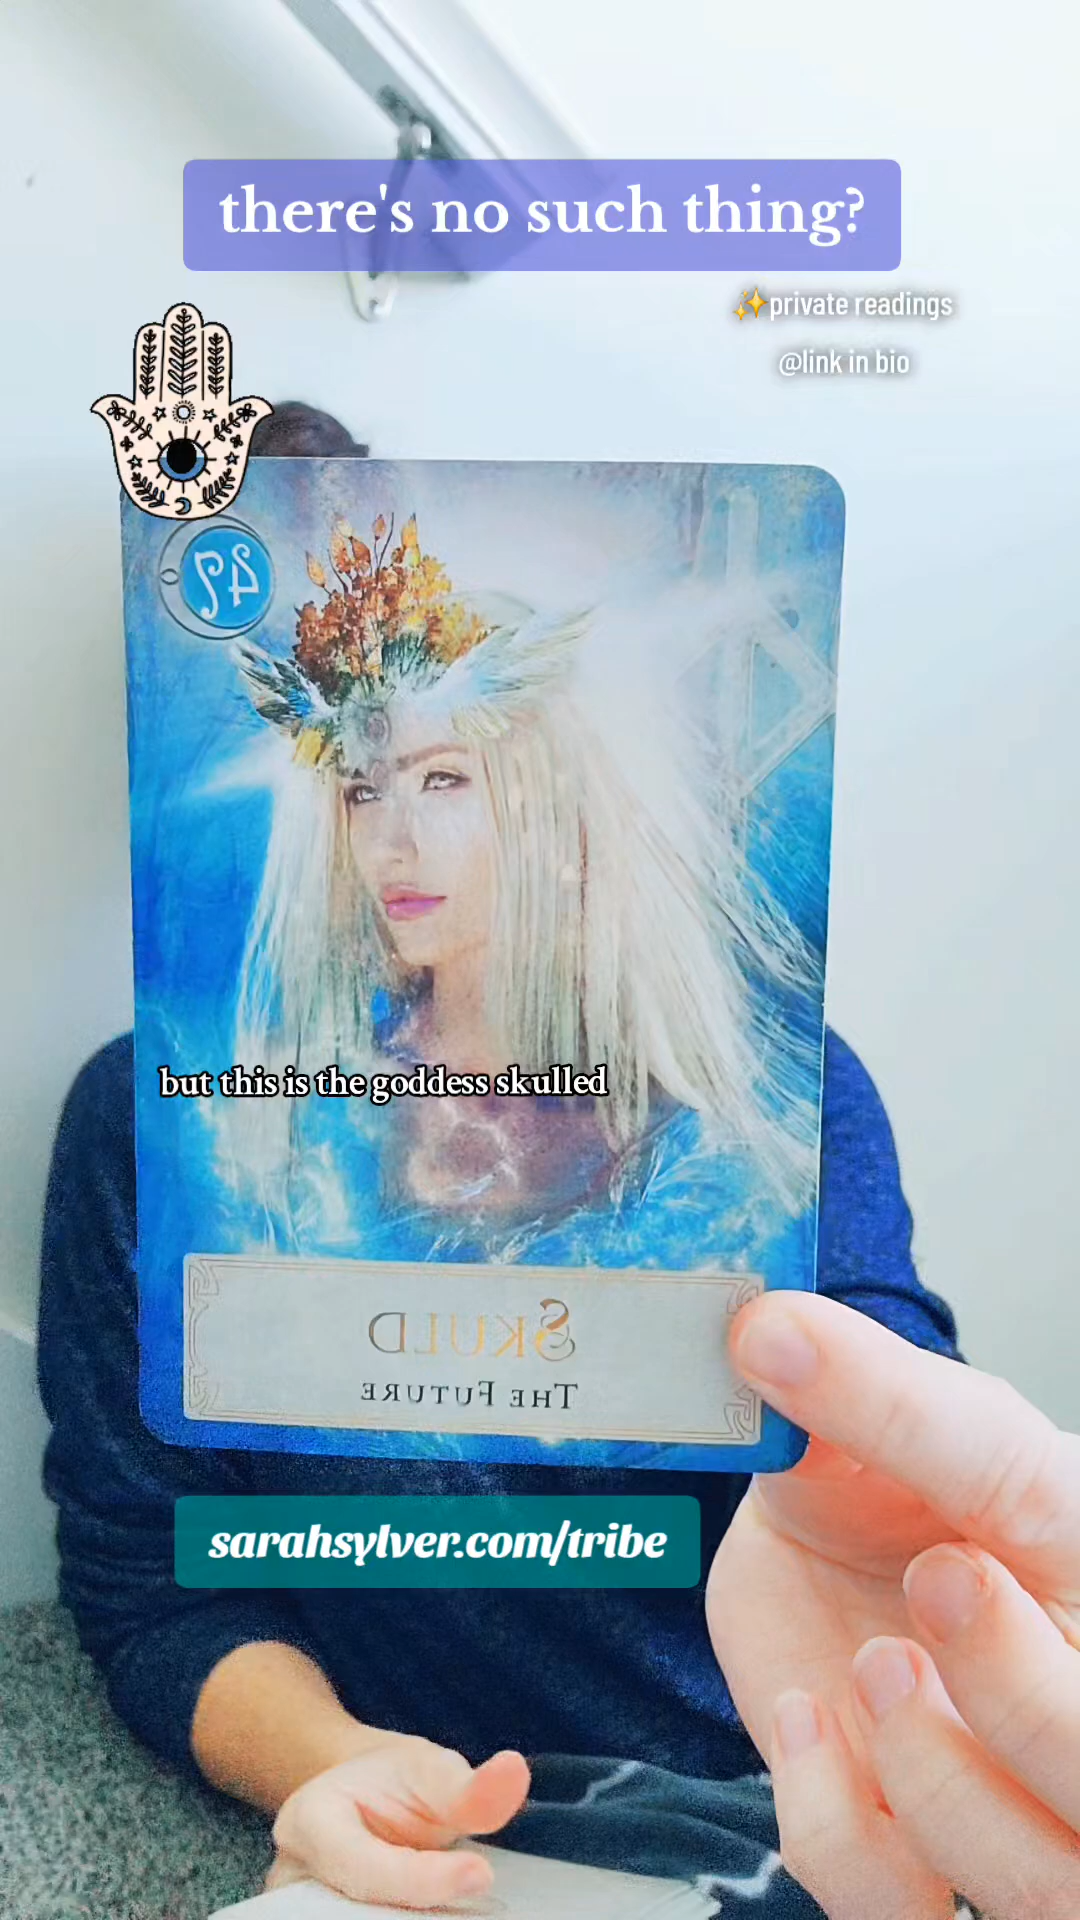 there's no such thing?
✨private readings
@link in bio
42
but this is the goddess skulled
SKULD
THE FUTURE
sarahsylver.com/tribe